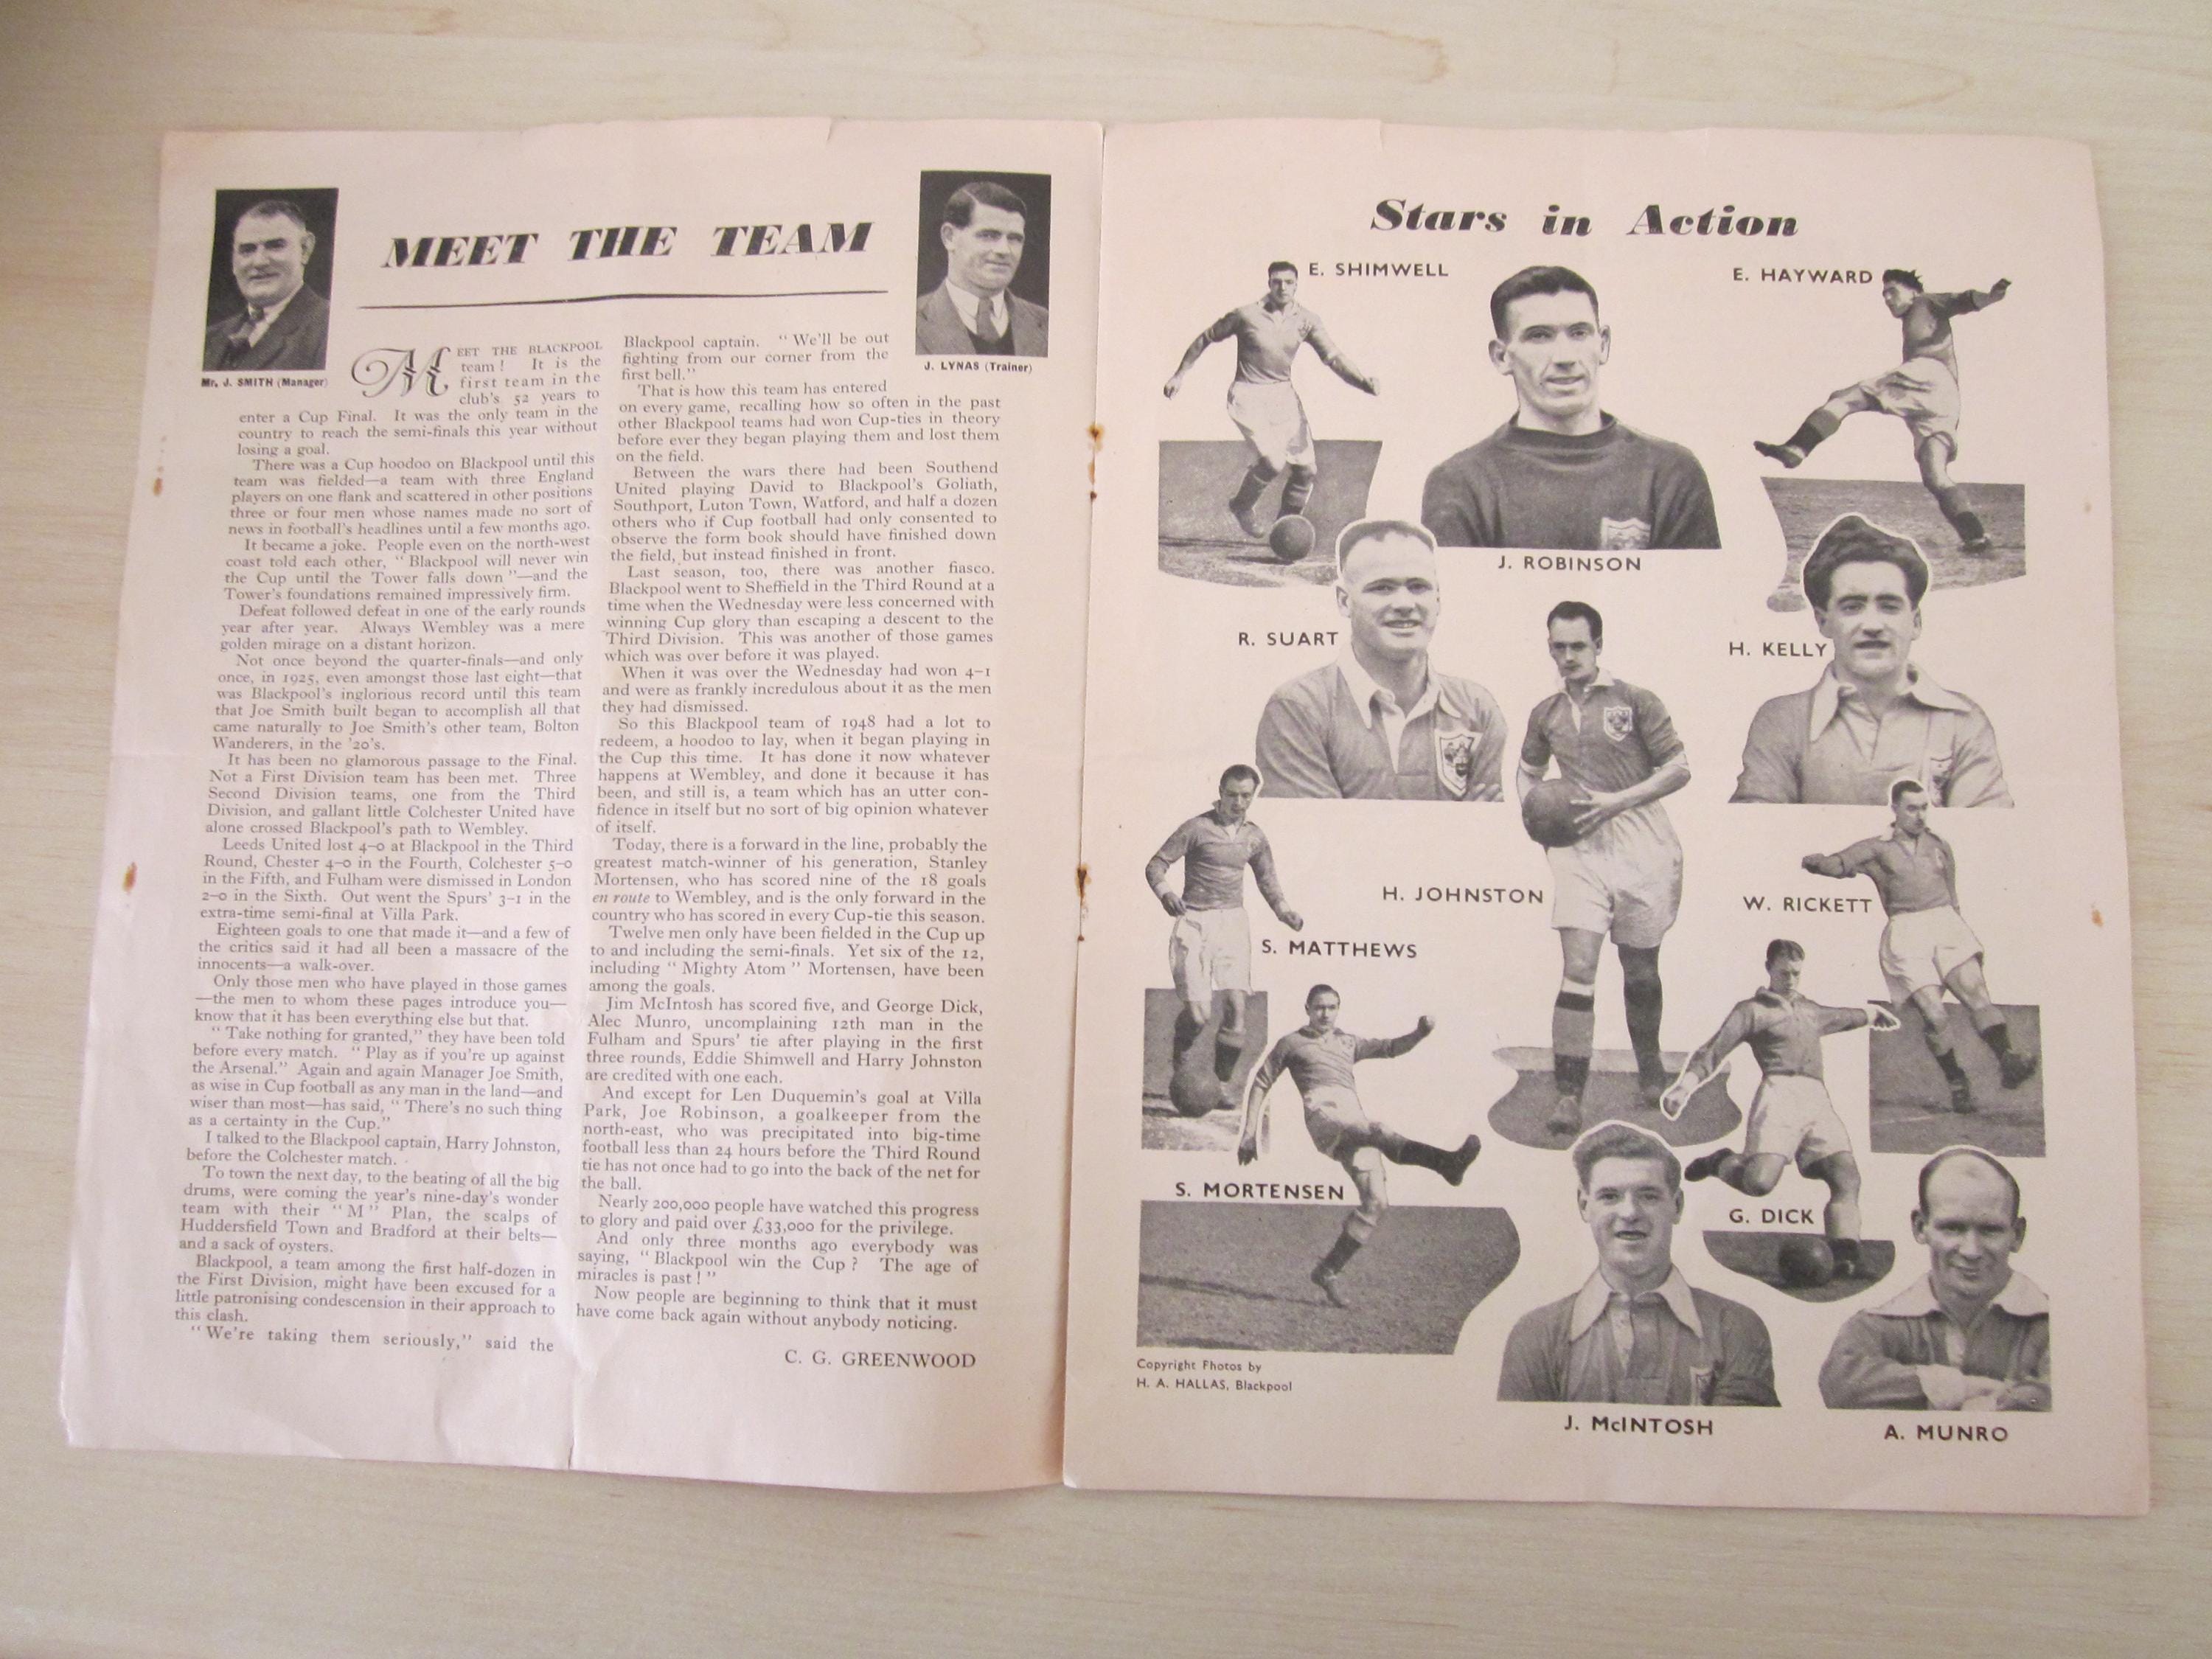 MEET THE TEAM
Mr. J. SMITH (Manager)
J. LYNAS (Trainer)
MEET THE BLACKPOOL
team! It is the
first team in the
club's 52 years to
enter a Cup Final. It was the only team in the
country to reach the semi-finals this year without
losing a goal.
There was a Cup hoodoo on Blackpool until this
team was fielded—a team with three England
players on one flank and scattered in other positions
three or four men whose names made no sort of
news in football's headlines until a few months ago.
It became a joke. People even on the north-west
coast told each other, "Blackpool will never win
the Cup until the Tower falls down"—and the
Tower's foundations remained impressively firm.
Defeat followed defeat in one of the early rounds
year after year. Always Wembley was a mere
golden mirage on a distant horizon.
Not once beyond the quarter-finals—and only
once, in 1925, even amongst those last eight—that
was Blackpool's inglorious record until this team
that Joe Smith built began to accomplish all that
came naturally to Joe Smith's other team, Bolton
Wanderers, in the '20's.
It has been no glamorous passage to the Final.
Not a First Division team has been met. Three
Second Division teams, one from the Third
Division, and gallant little Colchester United have
alone crossed Blackpool's path to Wembley.
Leeds United lost 4-0 at Blackpool in the Third
Round, Chester 4-0 in the Fourth, Colchester 5-0
in the Fifth, and Fulham were dismissed in London
2-0 in the Sixth. Out went the Spurs' 3-1 in the
extra-time semi-final at Villa Park.
Eighteen goals to one that made it—and a few of
the critics said it had all been a massacre of the
innocents—a walk-over.
Only those men who have played in those games
—the men to whom these pages introduce you—
know that it has been everything else but that.
"Take nothing for granted," they have been told
before every match. "Play as if you're up against
the Arsenal." Again and again Manager Joe Smith,
as wise in Cup football as any man in the land—and
wiser than most—has said, "There's no such thing
as a certainty in the Cup."
I talked to the Blackpool captain, Harry Johnston,
before the Colchester match.
To town the next day, to the beating of all the big
drums, were coming the year's nine-day's wonder
team with their "M" Plan, the scalps of
Huddersfield Town and Bradford at their belts—
and a sack of oysters.
Blackpool, a team among the first half-dozen in
the First Division, might have been excused for a
little patronising condescension in their approach to
this clash.
"We're taking them seriously," said the
Blackpool captain. "We'll be out
fighting from our corner from the
first bell."
That is how this team has entered
on every game, recalling how so often in the past
other Blackpool teams had won Cup-ties in theory
before ever they began playing them and lost them
on the field.
Between the wars there had been Southend
United playing David to Blackpool's Goliath,
Southport, Luton Town, Watford, and half a dozen
others who if Cup football had only consented to
observe the form book should have finished down
the field, but instead finished in front.
Last season, too, there was another fiasco.
Blackpool went to Sheffield in the Third Round at a
time when the Wednesday were less concerned with
winning Cup glory than escaping a descent to the
Third Division. This was another of those games
which was over before it was played.
When it was over the Wednesday had won 4-1
and were as frankly incredulous about it as the men
they had dismissed.
So this Blackpool team of 1948 had a lot to
redeem, a hoodoo to lay, when it began playing in
the Cup this time. It has done it now whatever
happens at Wembley, and done it because it has
been, and still is, a team which has an utter con-
fidence in itself but no sort of big opinion whatever
of itself.
Today, there is a forward in the line, probably the
greatest match-winner of his generation, Stanley
Mortensen, who has scored nine of the 18 goals
en route to Wembley, and is the only forward in the
country who has scored in every Cup-tie this season.
Twelve men only have been fielded in the Cup up
to and including the semi-finals. Yet six of the 12,
including "Mighty Atom" Mortensen, have been
among the goals.
Jim McIntosh has scored five, and George Dick,
Alec Munro, uncomplaining 12th man in the
Fulham and Spurs' tie after playing in the first
three rounds, Eddie Shimwell and Harry Johnston
are credited with one each.
And except for Len Duquemin's goal at Villa
Park, Joe Robinson, a goalkeeper from the
north-east, who was precipitated into big-time
football less than 24 hours before the Third Round
tie has not once had to go into the back of the net for
the ball.
Nearly 200,000 people have watched this progress
to glory and paid over £33,000 for the privilege.
And only three months ago everybody was
saying, "Blackpool win the Cup? The age of
miracles is past!"
Now people are beginning to think that it must
have come back again without anybody noticing.
C. G. GREENWOOD
Stars in Action
E. SHIMWELL
E. HAYWARD
J. ROBINSON
R. SUART
H. KELLY
H. JOHNSTON
W. RICKETT
S. MATTHEWS
S. MORTENSEN
G. DICK
Copyright Photos by
H. A. HALLAS, Blackpool
J. McINTOSH
A. MUNRO